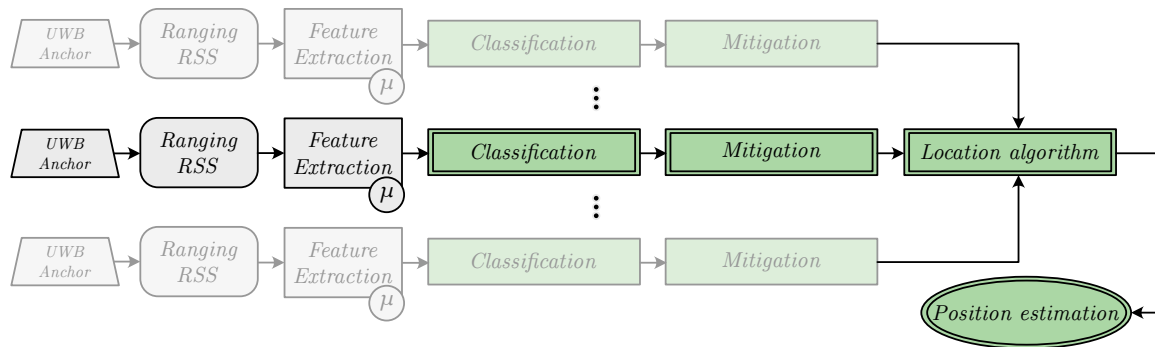 UWB
Anchor
Ranging
RSS
Feature
Extraction
μ
Classification
Mitigation
UWB
Anchor
Ranging
RSS
Feature
Extraction
μ
Classification
Mitigation
Location algorithm
UWB
Anchor
Ranging
RSS
Feature
Extraction
μ
Classification
Mitigation
Position estimation